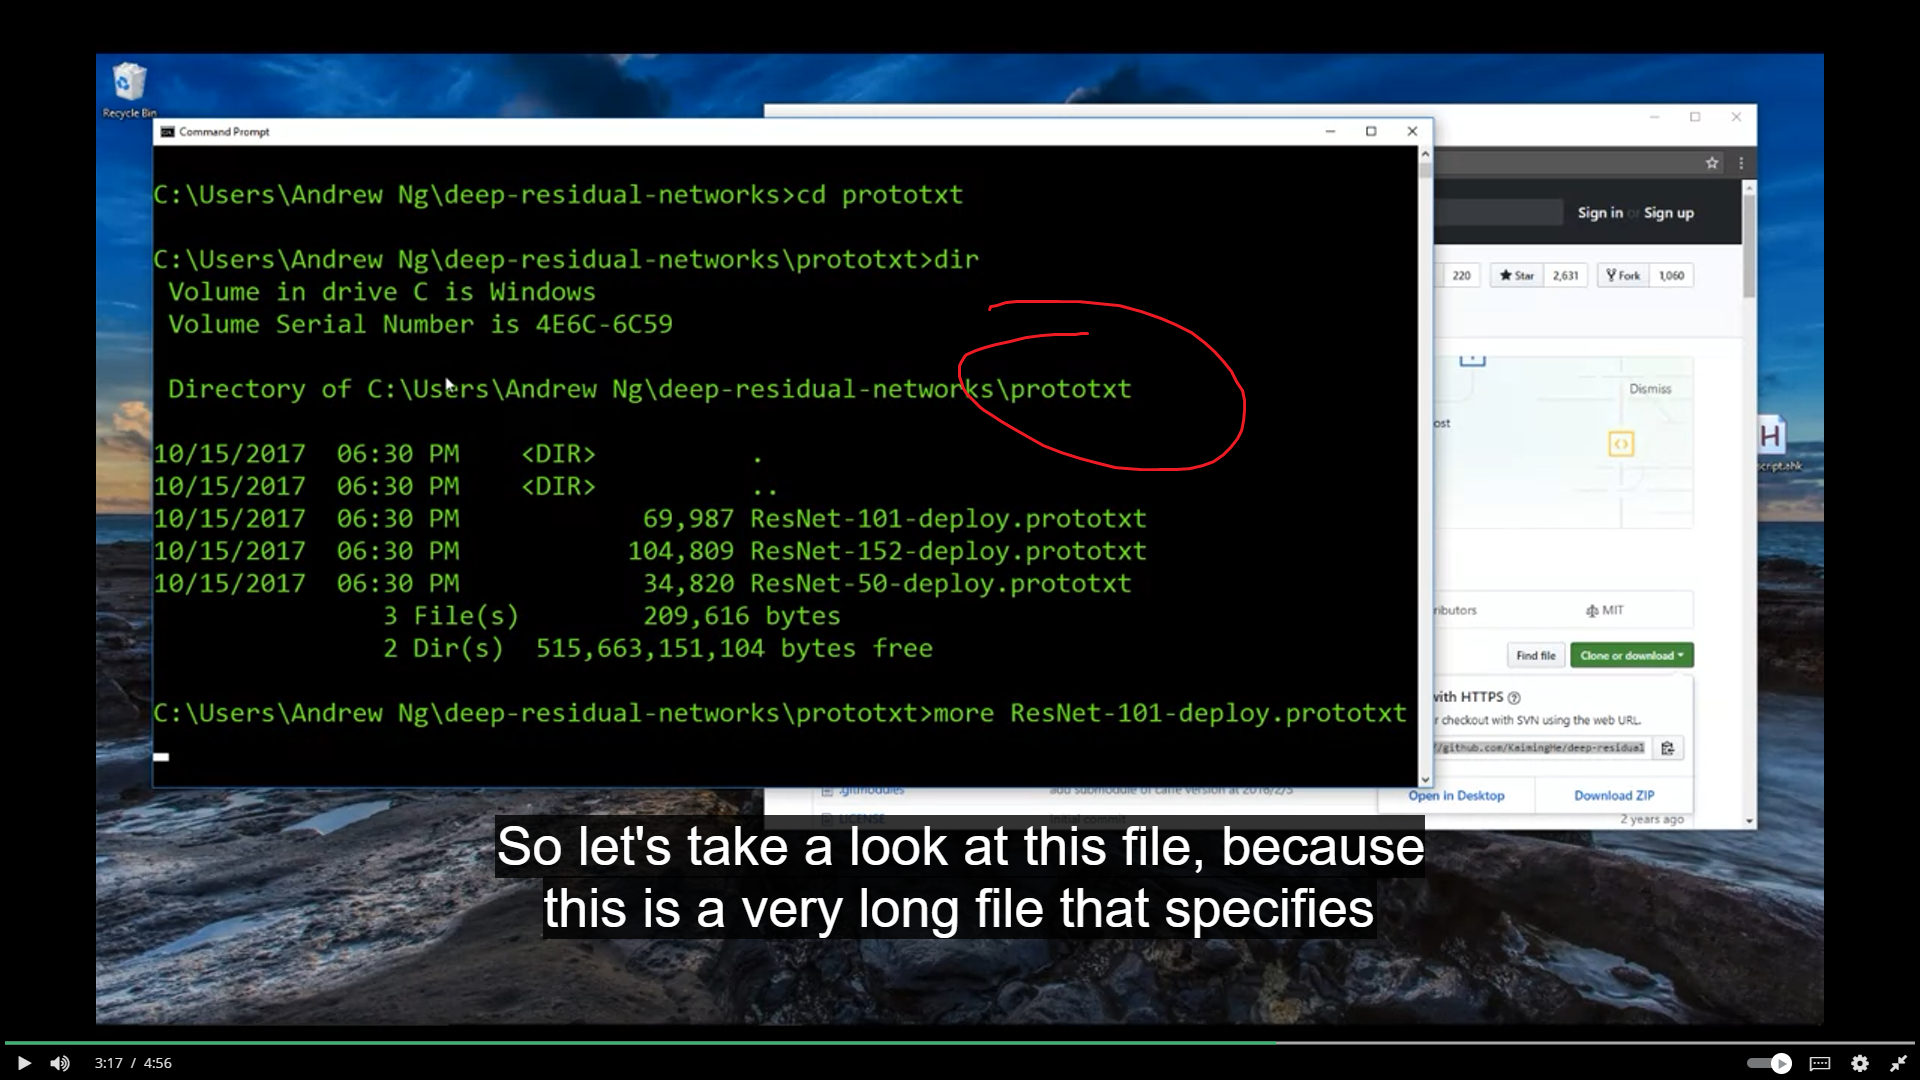 Recycle Bin
Command Prompt
C:\Users\Andrew Ng\deep-residual-networks>cd prototxt
C:\Users\Andrew Ng\deep-residual-networks\prototxt>dir
Volume in drive C is Windows
Volume Serial Number is 4E6C-6C59
Directory of C:\Users\Andrew Ng\deep-residual-networks\prototxt
10/15/2017 06:30 PM <DIR> .
10/15/2017 06:30 PM <DIR> ..
10/15/2017 06:30 PM 69,987 ResNet-101-deploy.prototxt
10/15/2017 06:30 PM 104,809 ResNet-152-deploy.prototxt
10/15/2017 06:30 PM 34,820 ResNet-50-deploy.prototxt
3 File(s) 209,616 bytes
2 Dir(s) 515,663,151,104 bytes free
C:\Users\Andrew Ng\deep-residual-networks\prototxt>more ResNet-101-deploy.prototxt
Sign in or Sign up
220 Star 2,631 Fork 1,060
Dismiss
ost
H
script.ahk
ributors MIT
Find file Clone or download
with HTTPS
r checkout with SVN using the web URL.
//github.com/KaimingHe/deep-residual
Open in Desktop Download ZIP
.gitmodules add submodule of caffe version at 2016/2/3
LICENSE Initial commit 2 years ago
So let's take a look at this file, because
this is a very long file that specifies
3:17 / 4:56